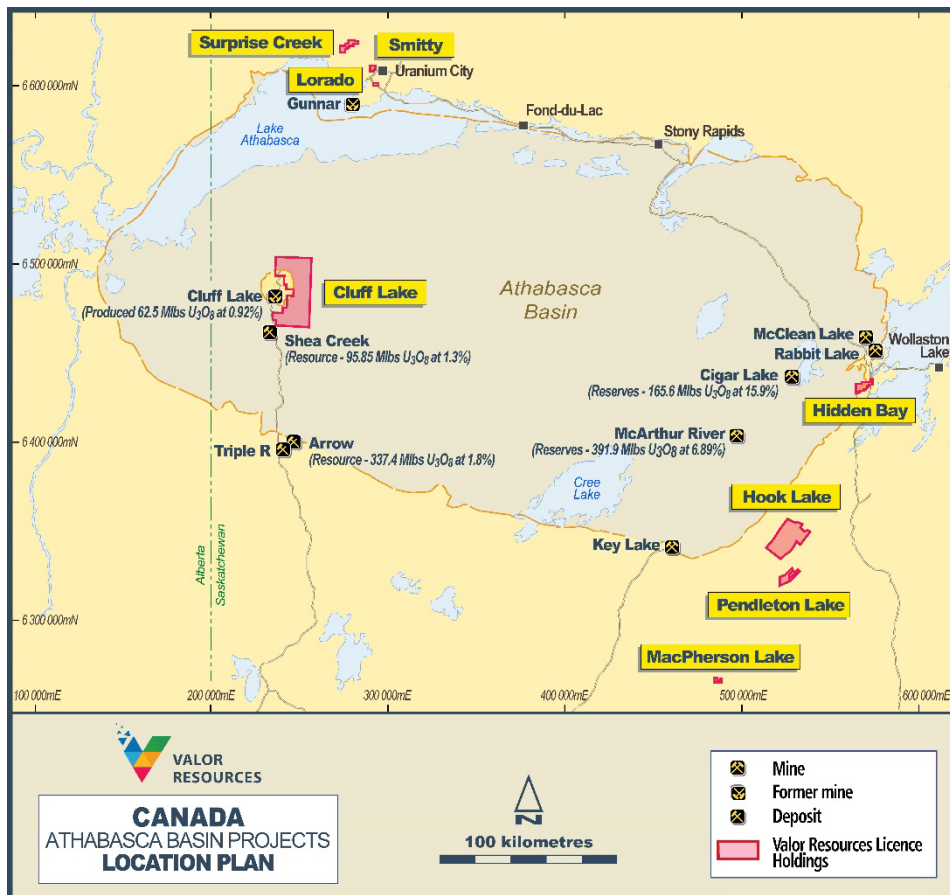 Surprise Creek
Smitty
6 600 000mN
Lorado
Uranium City
Gunnar
Fond-du-Lac
Lake
Athabasca
Stony Rapids
6 500 000mN
Cluff Lake
(Produced 62.5 Mlbs U₃O₈ at 0.92%)
Cluff Lake
Athabasca
Basin
Shea Creek
(Resource - 95.85 Mlbs U₃O₈ at 1.3%)
McClean Lake
Rabbit Lake
Wollaston
Lake
Cigar Lake
(Reserves - 165.6 Mlbs U₃O₈ at 15.9%)
Hidden Bay
6 400 000mN
Triple R
Arrow
(Resource - 337.4 Mlbs U₃O₈ at 1.8%)
McArthur River
(Reserves - 391.9 Mlbs U₃O₈ at 6.89%)
Cree
Lake
Hook Lake
Key Lake
Alberta
Saskatchewan
Pendleton Lake
6 300 000mN
MacPherson Lake
100 000mE
200 000mE
300 000mE
400 000mE
500 000mE
600 000mE
VALOR
RESOURCES
CANADA
ATHABASCA BASIN PROJECTS
LOCATION PLAN
N
100 kilometres
Mine
Former mine
Deposit
Valor Resources Licence
Holdings